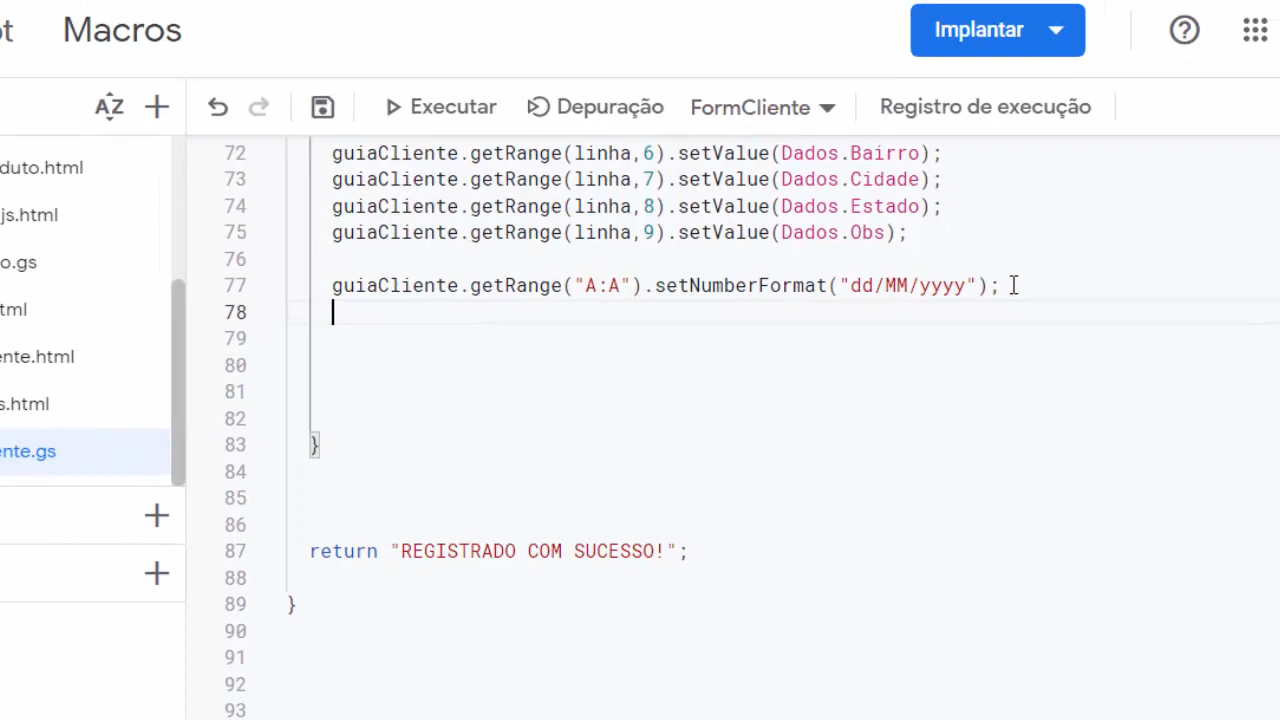 t Macros Implantar
AZ Executar Depuração FormCliente Registro de execução
duto.html
js.html
o.gs
tml
ente.html
s.html
ente.gs
72 guiaCliente.getRange(linha,6).setValue(Dados.Bairro);
73 guiaCliente.getRange(linha,7).setValue(Dados.Cidade);
74 guiaCliente.getRange(linha,8).setValue(Dados.Estado);
75 guiaCliente.getRange(linha,9).setValue(Dados.Obs);
76
77 guiaCliente.getRange("A:A").setNumberFormat("dd/MM/yyyy");
78
79
80
81
82
83 }
84
85
86
87 return "REGISTRADO COM SUCESSO!";
88
89 }
90
91
92
93